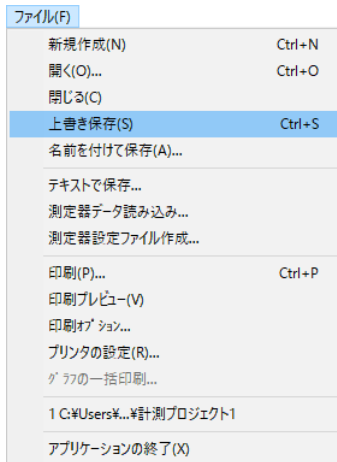 ファイル(F)
新規作成(N) Ctrl+N
開く(O)... Ctrl+O
閉じる(C)
上書き保存(S) Ctrl+S
名前を付けて保存(A)...
テキストで保存...
測定器データ読み込み...
測定器設定ファイル作成...
印刷(P)... Ctrl+P
印刷プレビュー(V)
印刷ｵﾌﾟｼｮﾝ...
プリンタの設定(R)...
ｸﾞﾗﾌの一括印刷...
1 C:¥Users¥...¥計測プロジェクト1
アプリケーションの終了(X)